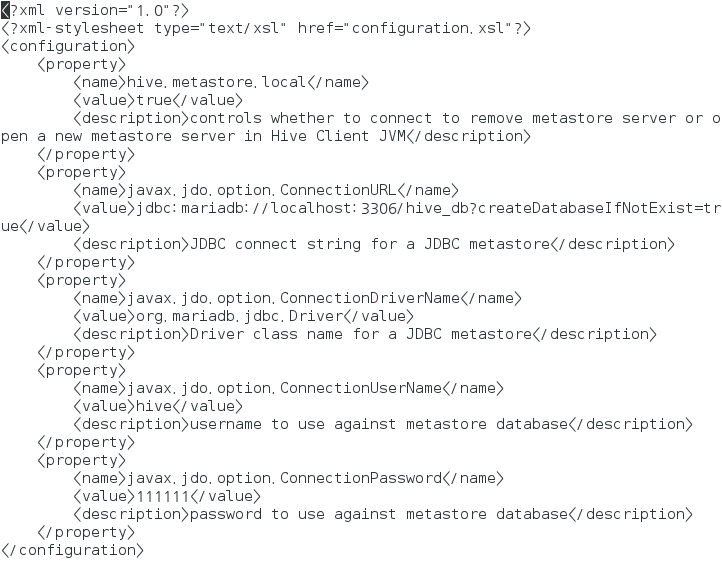 <?xml version="1.0"?>
<?xml-stylesheet type="text/xsl" href="configuration.xsl"?>
<configuration>
    <property>
        <name>hive.metastore.local</name>
        <value>true</value>
        <description>controls whether to connect to remove metastore server or o
pen a new metastore server in Hive Client JVM</description>
    </property>
    <property>
        <name>javax.jdo.option.ConnectionURL</name>
        <value>jdbc:mariadb://localhost:3306/hive_db?createDatabaseIfNotExist=tr
ue</value>
        <description>JDBC connect string for a JDBC metastore</description>
    </property>
    <property>
        <name>javax.jdo.option.ConnectionDriverName</name>
        <value>org.mariadb.jdbc.Driver</value>
        <description>Driver class name for a JDBC metastore</description>
    </property>
    <property>
        <name>javax.jdo.option.ConnectionUserName</name>
        <value>hive</value>
        <description>username to use against metastore database</description>
    </property>
    <property>
        <name>javax.jdo.option.ConnectionPassword</name>
        <value>111111</value>
        <description>password to use against metastore database</description>
    </property>
</configuration>